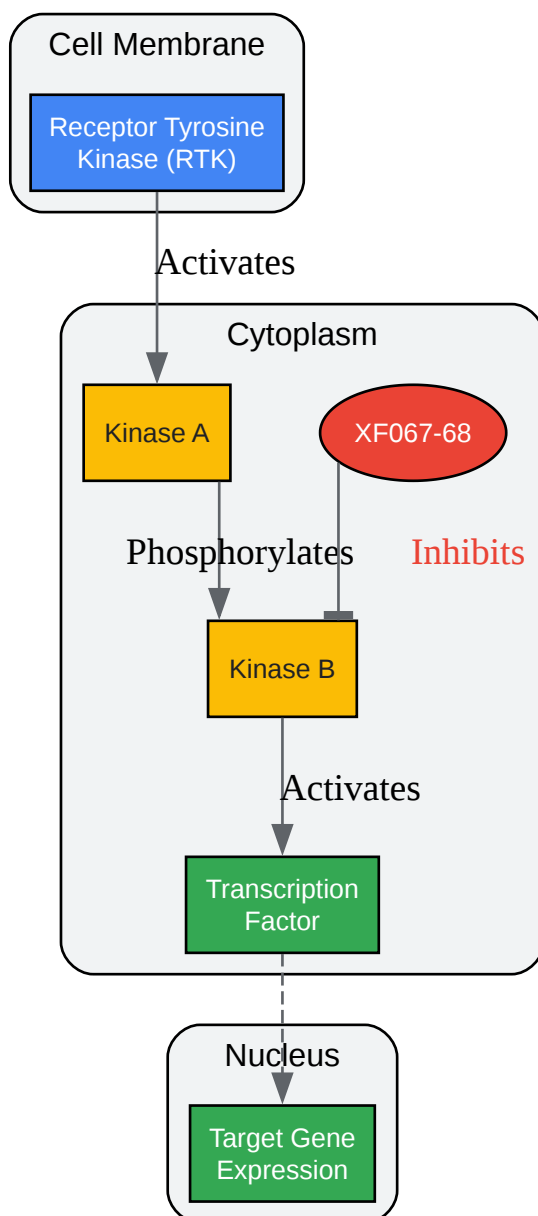 Cell Membrane
Receptor Tyrosine
Kinase (RTK)
Activates
Cytoplasm
Kinase A
XF067-68
Phosphorylates
Inhibits
Kinase B
Activates
Transcription
Factor
Nucleus
Target Gene
Expression